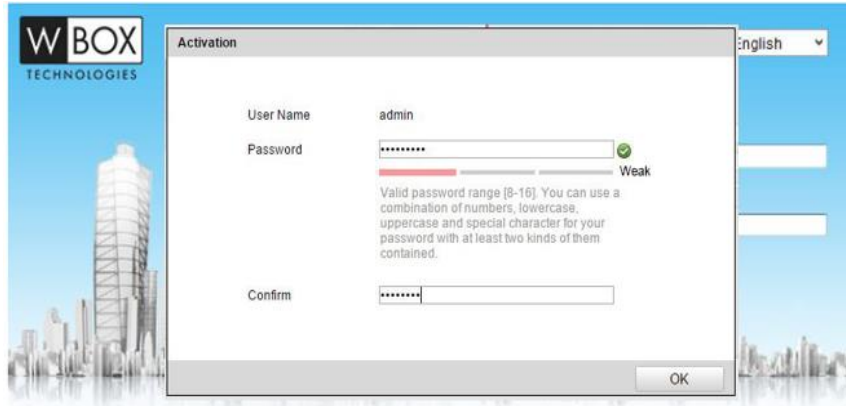 W BOX
TECHNOLOGIES
Activation
English
User Name admin
Password •••••••••
Weak
Valid password range [8-16]. You can use a
combination of numbers, lowercase,
uppercase and special character for your
password with at least two kinds of them
contained.
Confirm ••••••••
OK